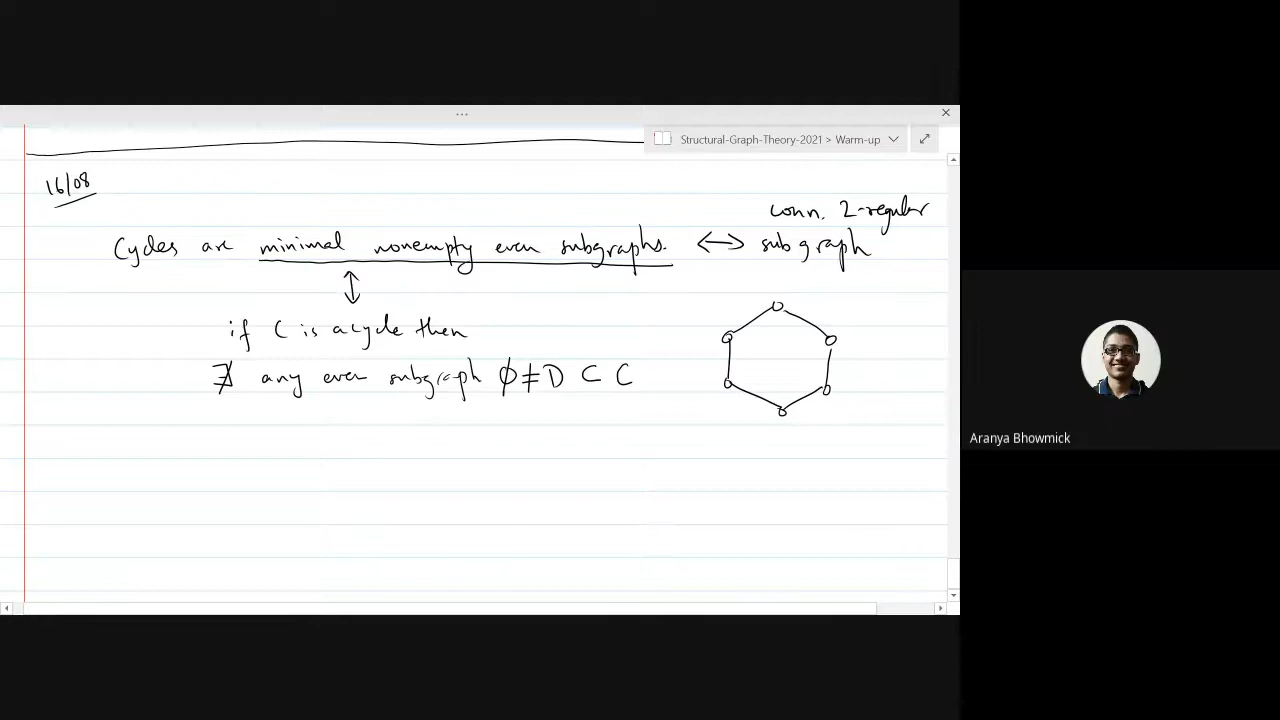 Structural-Graph-Theory-2021 > Warm-up
16/08
conn. 2-regular
Cycles are minimal nonempty even subgraphs. ↔ subgraph
↕
if C is a cycle then
∄ any even subgraph ϕ≠D ⊂ C
Aranya Bhowmick